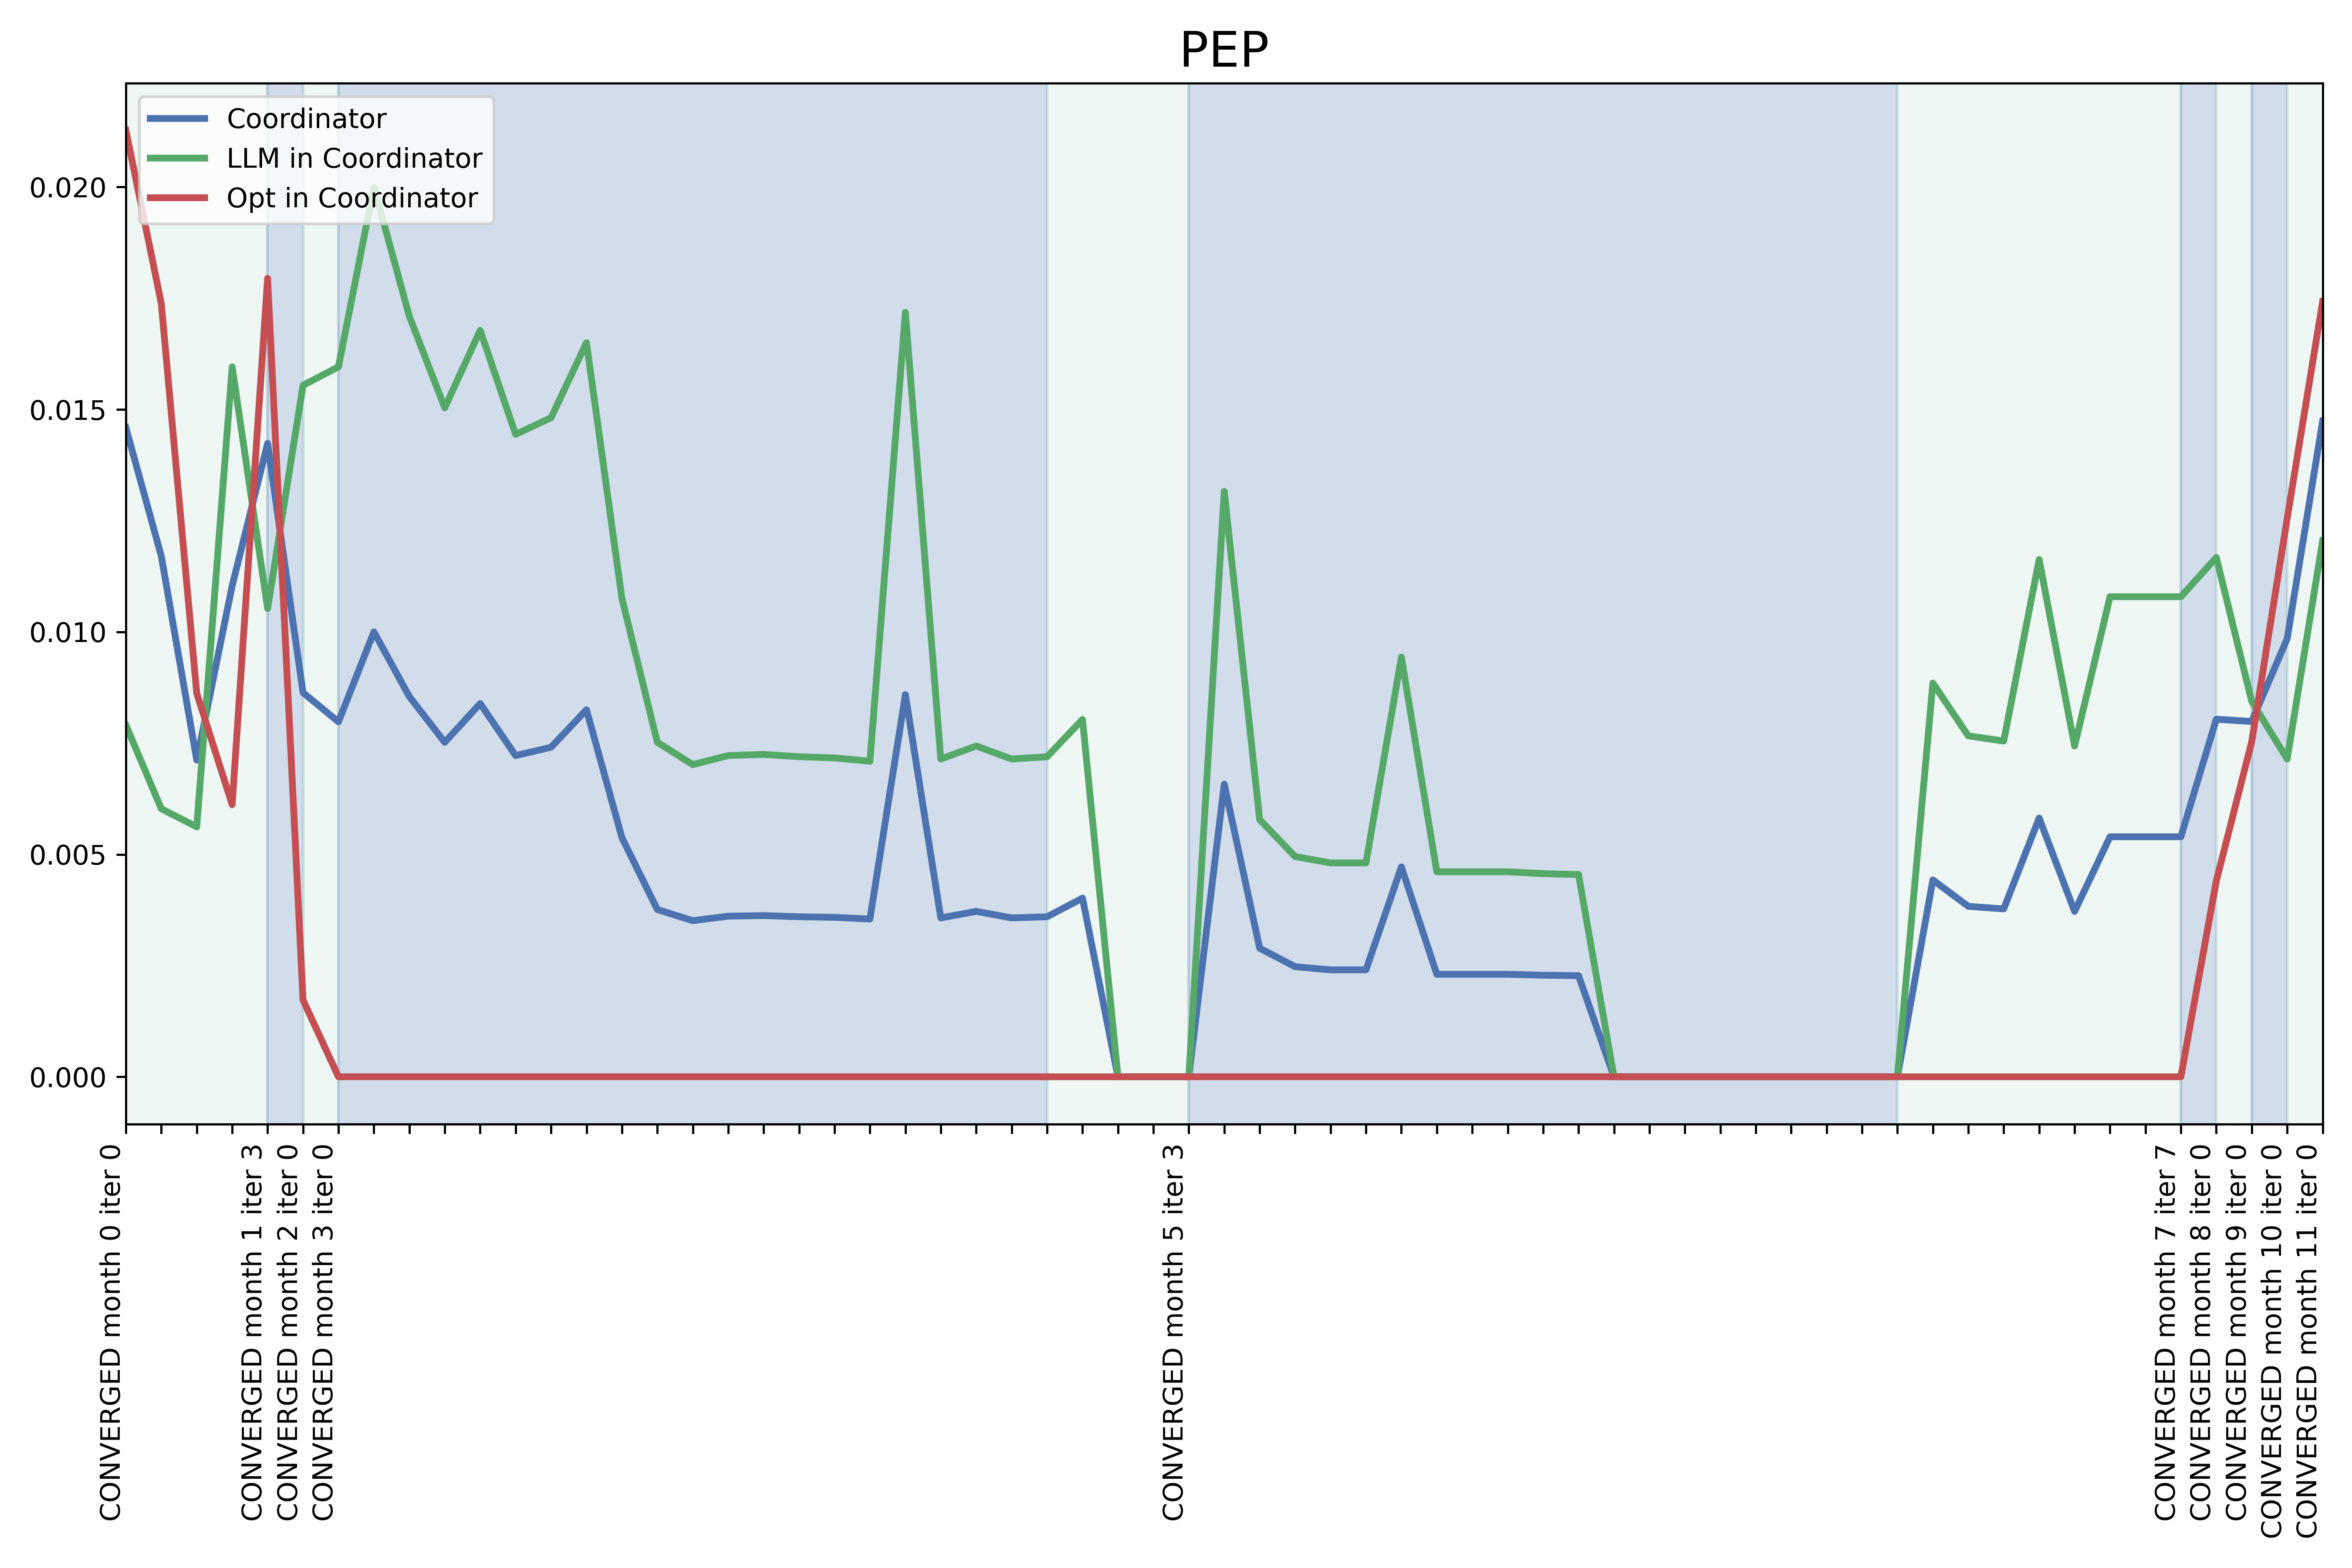 PEP
Coordinator
LLM in Coordinator
Opt in Coordinator
0.020
0.015
0.010
0.005
0.000
CONVERGED month 0 iter 0
CONVERGED month 1 iter 3
CONVERGED month 2 iter 0
CONVERGED month 3 iter 0
CONVERGED month 5 iter 3
CONVERGED month 7 iter 7
CONVERGED month 8 iter 0
CONVERGED month 9 iter 0
CONVERGED month 10 iter 0
CONVERGED month 11 iter 0